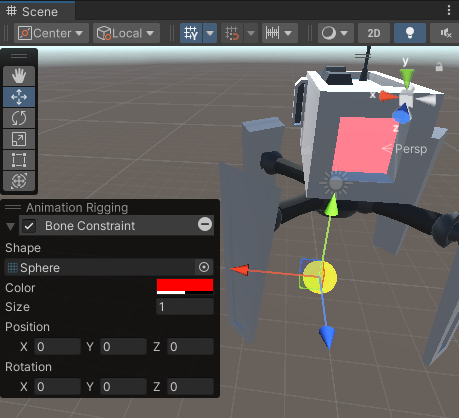 Scene
Center Local 2D
y
x
z
Persp
Animation Rigging
Bone Constraint
Shape
Sphere
Color
Size 1
Position
X 0 Y 0 Z 0
Rotation
X 0 Y 0 Z 0